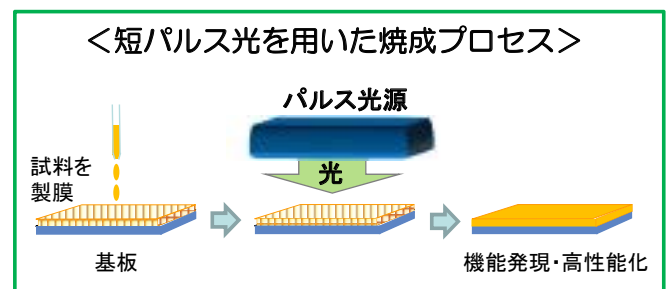 ＜短パルス光を用いた焼成プロセス＞
パルス光源
光
試料を
製膜
基板
機能発現・高性能化